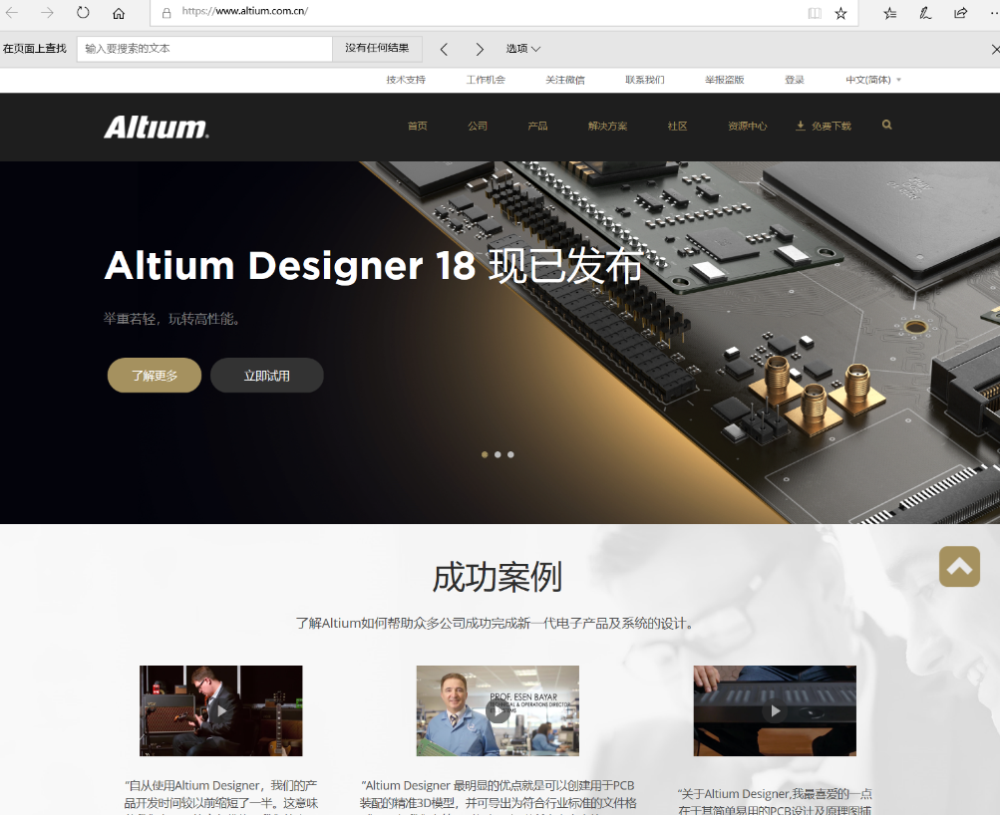 https://www.altium.com.cn/
在页面上查找
输入要搜索的文本
没有任何结果
选项
技术支持
工作机会
关注微信
联系我们
举报盗版
登录
中文(简体)
Altium
首页
公司
产品
解决方案
社区
资源中心
免费下载
Altium Designer 18 现已发布
举重若轻，玩转高性能。
了解更多
立即试用
成功案例
了解Altium如何帮助众多公司成功完成新一代电子产品及系统的设计。
PROF. ESEN BAYAR
TECHNICAL & OPERATIONS DIRECTOR
“自从使用Altium Designer，我们的产
品开发时间较以前缩短了一半。这意味
“Altium Designer 最明显的优点就是可以创建用于PCB
装配的精准3D模型，并可导出为符合行业标准的文件格
“关于Altium Designer,我最喜爱的一点
在于其简单易用的PCB设计及原理图捕